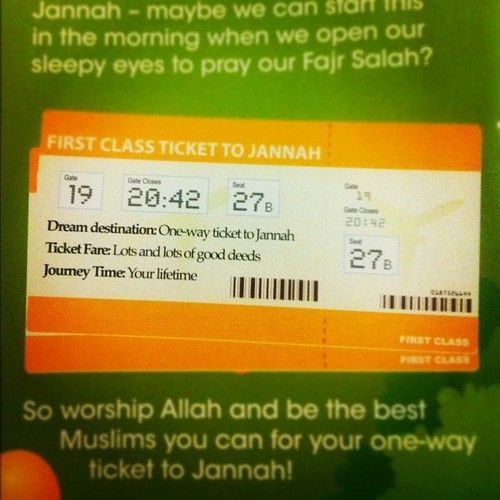 Jannah – maybe we can start this
in the morning when we open our
sleepy eyes to pray our Fajr Salah?
FIRST CLASS TICKET TO JANNAH
Gate
19
Gate Closes
20:42
Seat
27B
Dream destination: One-way ticket to Jannah
Ticket Fare: Lots and lots of good deeds
Journey Time: Your lifetime
Gate
19
Gate Closes
20:42
Seat
27B
FIRST CLASS
FIRST CLASS
So worship Allah and be the best
Muslims you can for your one-way
ticket to Jannah!